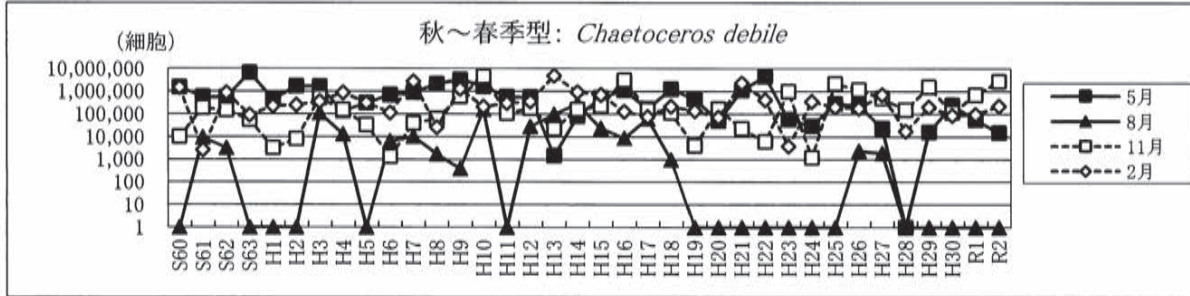 秋～春季型: Chaetoceros debile
(細胞)
10,000,000
1,000,000
100,000
10,000
1,000
100
10
1
S60 S61 S62 S63 H1 H2 H3 H4 H5 H6 H7 H8 H9 H10 H11 H12 H13 H14 H15 H16 H17 H18 H19 H20 H21 H22 H23 H24 H25 H26 H27 H28 H29 H30 R1 R2
5月
8月
11月
2月